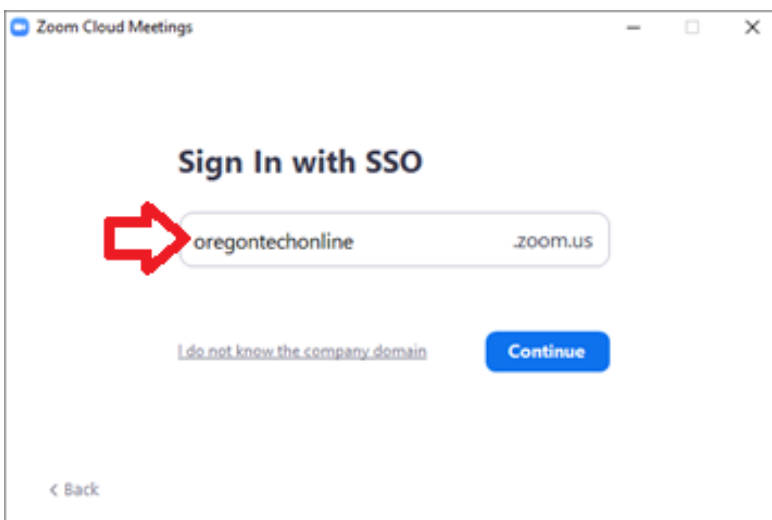 Zoom Cloud Meetings
Sign In with SSO
oregontechonline .zoom.us
I do not know the company domain
Continue
< Back